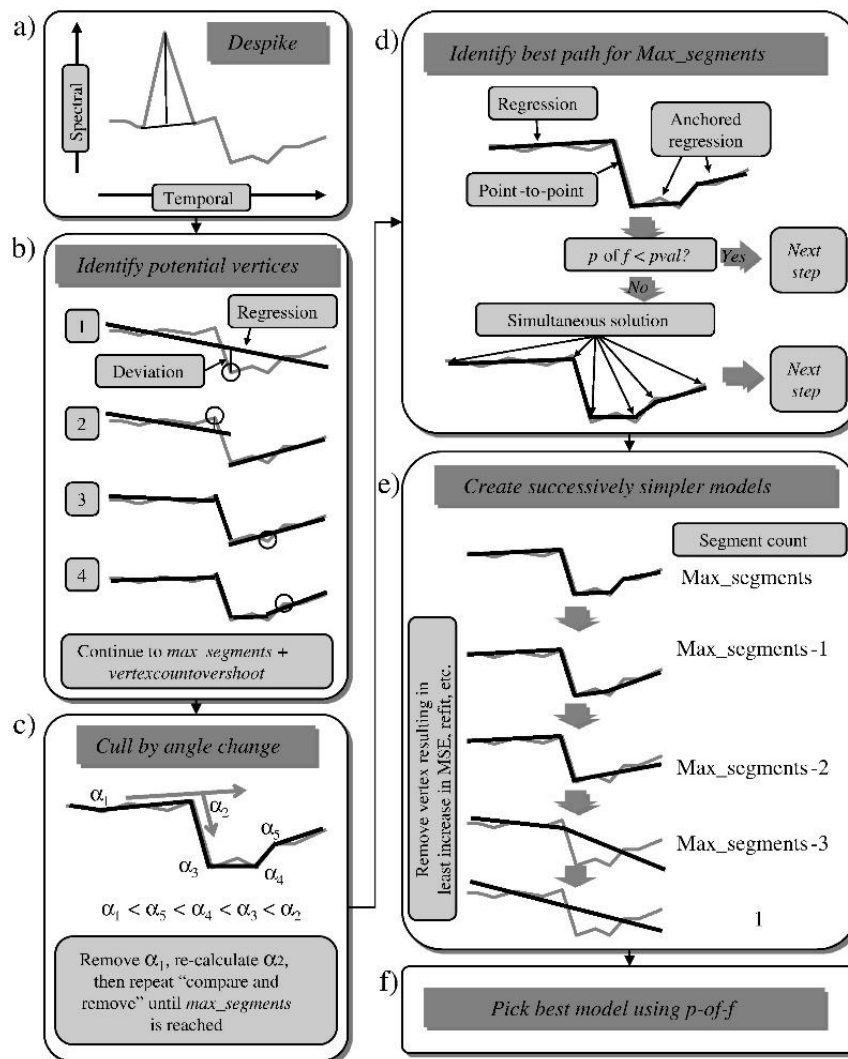 a)
Despike
Spectral
Temporal
b)
Identify potential vertices
1
Regression
Deviation
2
3
4
Continue to max_segments +
vertexcountovershoot
c)
Cull by angle change
α1
α2
α3
α4
α5
α1 < α5 < α4 < α3 < α2
Remove α1, re-calculate α2,
then repeat “compare and
remove” until max_segments
is reached
d)
Identify best path for Max_segments
Regression
Anchored
regression
Point-to-point
p of f < pval?
Yes
Next
step
No
Simultaneous solution
Next
step
e)
Create successively simpler models
Segment count
Max_segments
Max_segments-1
Max_segments-2
Max_segments-3
1
Remove vertex resulting in
least increase in MSE, refit, etc.
f)
Pick best model using p-of-f